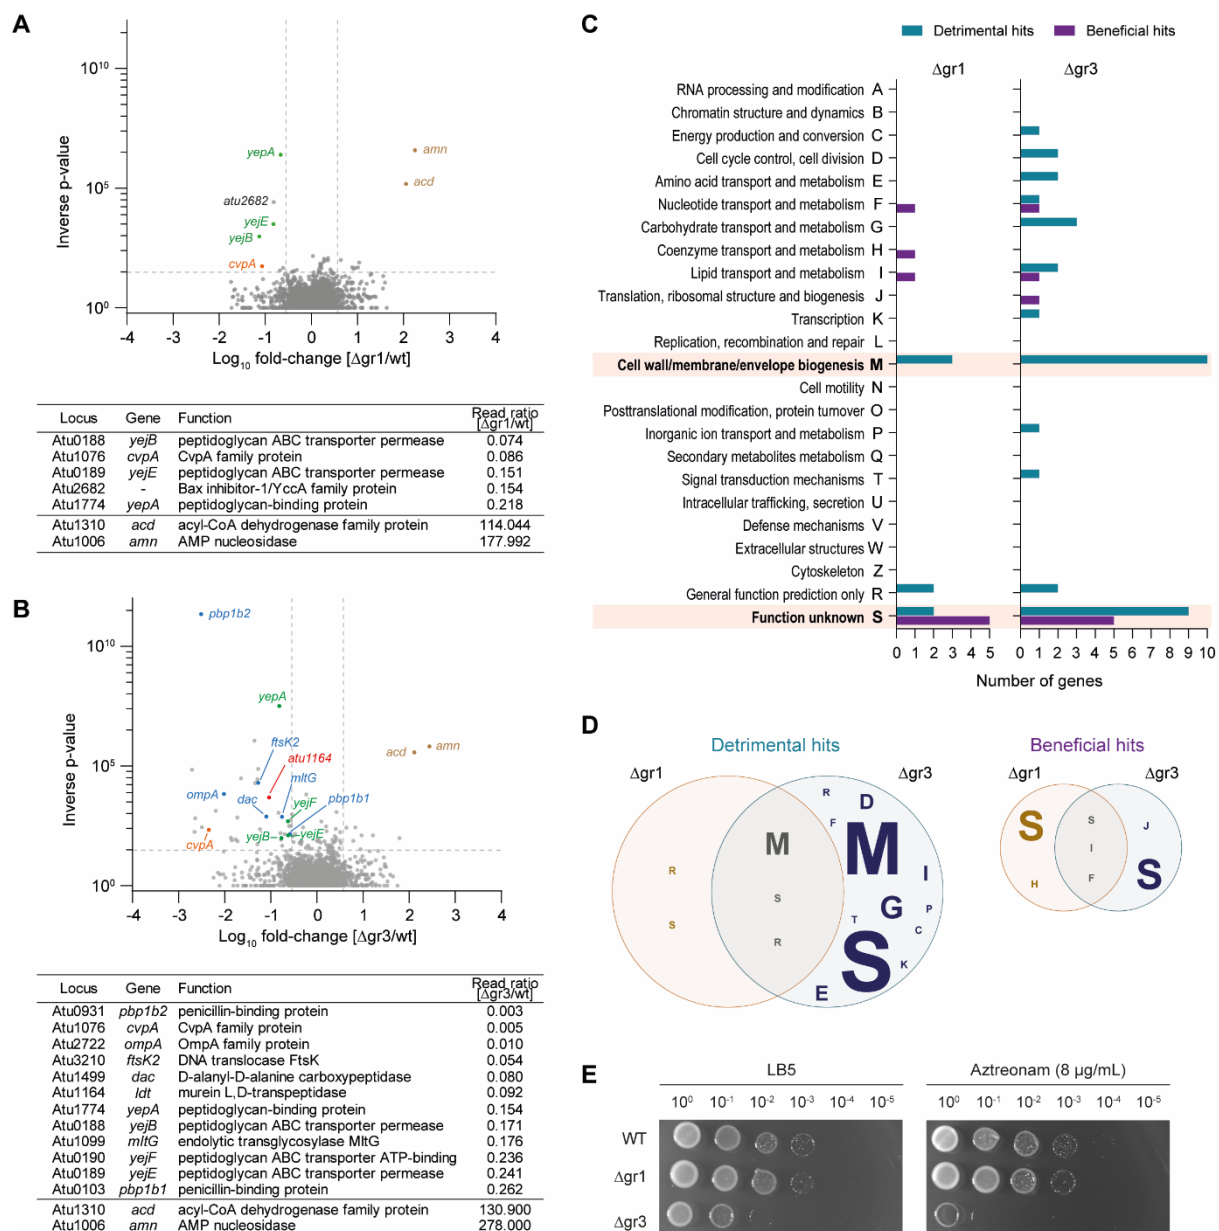 A
10^10
10^5
10^0
Inverse p-value
yepA
atu2682
yejE
yejB
cvpA
amn
acd
-4 -3 -2 -1 0 1 2 3 4
Log10 fold-change [Δgr1/wt]
Locus Gene Function Read ratio [Δgr1/wt]
Atu0188 yejB peptidoglycan ABC transporter permease 0.074
Atu1076 cvpA CvpA family protein 0.086
Atu0189 yejE peptidoglycan ABC transporter permease 0.151
Atu2682 - Bax inhibitor-1/YccA family protein 0.154
Atu1774 yepA peptidoglycan-binding protein 0.218
Atu1310 acd acyl-CoA dehydrogenase family protein 114.044
Atu1006 amn AMP nucleosidase 177.992
B
10^10
10^5
10^0
Inverse p-value
pbp1b2
yepA
ftsK2
atu1164
mltG
ompA
dac
yejF
pbp1b1
yejB
yejE
cvpA
acd
amn
-4 -3 -2 -1 0 1 2 3 4
Log10 fold-change [Δgr3/wt]
Locus Gene Function Read ratio [Δgr3/wt]
Atu0931 pbp1b2 penicillin-binding protein 0.003
Atu1076 cvpA CvpA family protein 0.005
Atu2722 ompA OmpA family protein 0.010
Atu3210 ftsK2 DNA translocase FtsK 0.054
Atu1499 dac D-alanyl-D-alanine carboxypeptidase 0.080
Atu1164 ldt murein L,D-transpeptidase 0.092
Atu1774 yepA peptidoglycan-binding protein 0.154
Atu0188 yejB peptidoglycan ABC transporter permease 0.171
Atu1099 mltG endolytic transglycosylase MltG 0.176
Atu0190 yejF peptidoglycan ABC transporter ATP-binding 0.236
Atu0189 yejE peptidoglycan ABC transporter permease 0.241
Atu0103 pbp1b1 penicillin-binding protein 0.262
Atu1310 acd acyl-CoA dehydrogenase family protein 130.900
Atu1006 amn AMP nucleosidase 278.000
C
Detrimental hits Beneficial hits
Δgr1 Δgr3
RNA processing and modification A
Chromatin structure and dynamics B
Energy production and conversion C
Cell cycle control, cell division D
Amino acid transport and metabolism E
Nucleotide transport and metabolism F
Carbohydrate transport and metabolism G
Coenzyme transport and metabolism H
Lipid transport and metabolism I
Translation, ribosomal structure and biogenesis J
Transcription K
Replication, recombination and repair L
Cell wall/membrane/envelope biogenesis M
Cell motility N
Posttranslational modification, protein turnover O
Inorganic ion transport and metabolism P
Secondary metabolites metabolism Q
Signal transduction mechanisms T
Intracellular trafficking, secretion U
Defense mechanisms V
Extracellular structures W
Cytoskeleton Z
General function prediction only R
Function unknown S
0 1 2 3 4 5 0 1 2 3 4 5 6 7 8 9 10
Number of genes
D
Detrimental hits Beneficial hits
Δgr1 Δgr3
R
S
M
S
R
R
D
F
M
I
G
P
T
C
S
K
E
Δgr1 Δgr3
S
H
S
I
F
J
S
E
LB5 Aztreonam (8 µg/mL)
10^0 10^-1 10^-2 10^-3 10^-4 10^-5 10^0 10^-1 10^-2 10^-3 10^-4 10^-5
WT
Δgr1
Δgr3